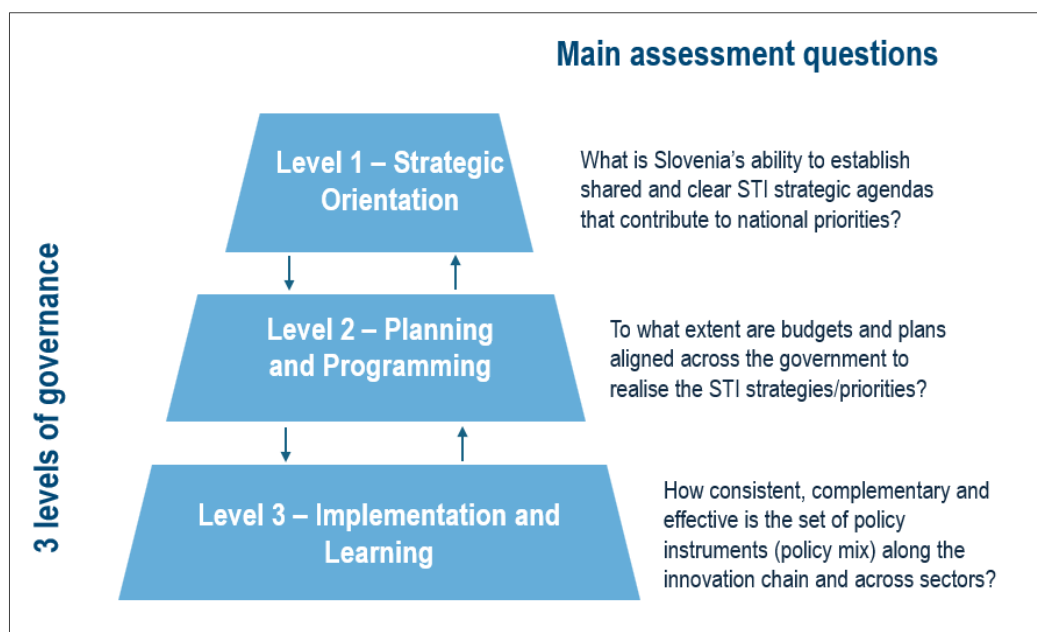 Main assessment questions
3 levels of governance
Level 1 – Strategic
Orientation
What is Slovenia’s ability to establish
shared and clear STI strategic agendas
that contribute to national priorities?
Level 2 – Planning
and Programming
To what extent are budgets and plans
aligned across the government to
realise the STI strategies/priorities?
Level 3 – Implementation and
Learning
How consistent, complementary and
effective is the set of policy
instruments (policy mix) along the
innovation chain and across sectors?